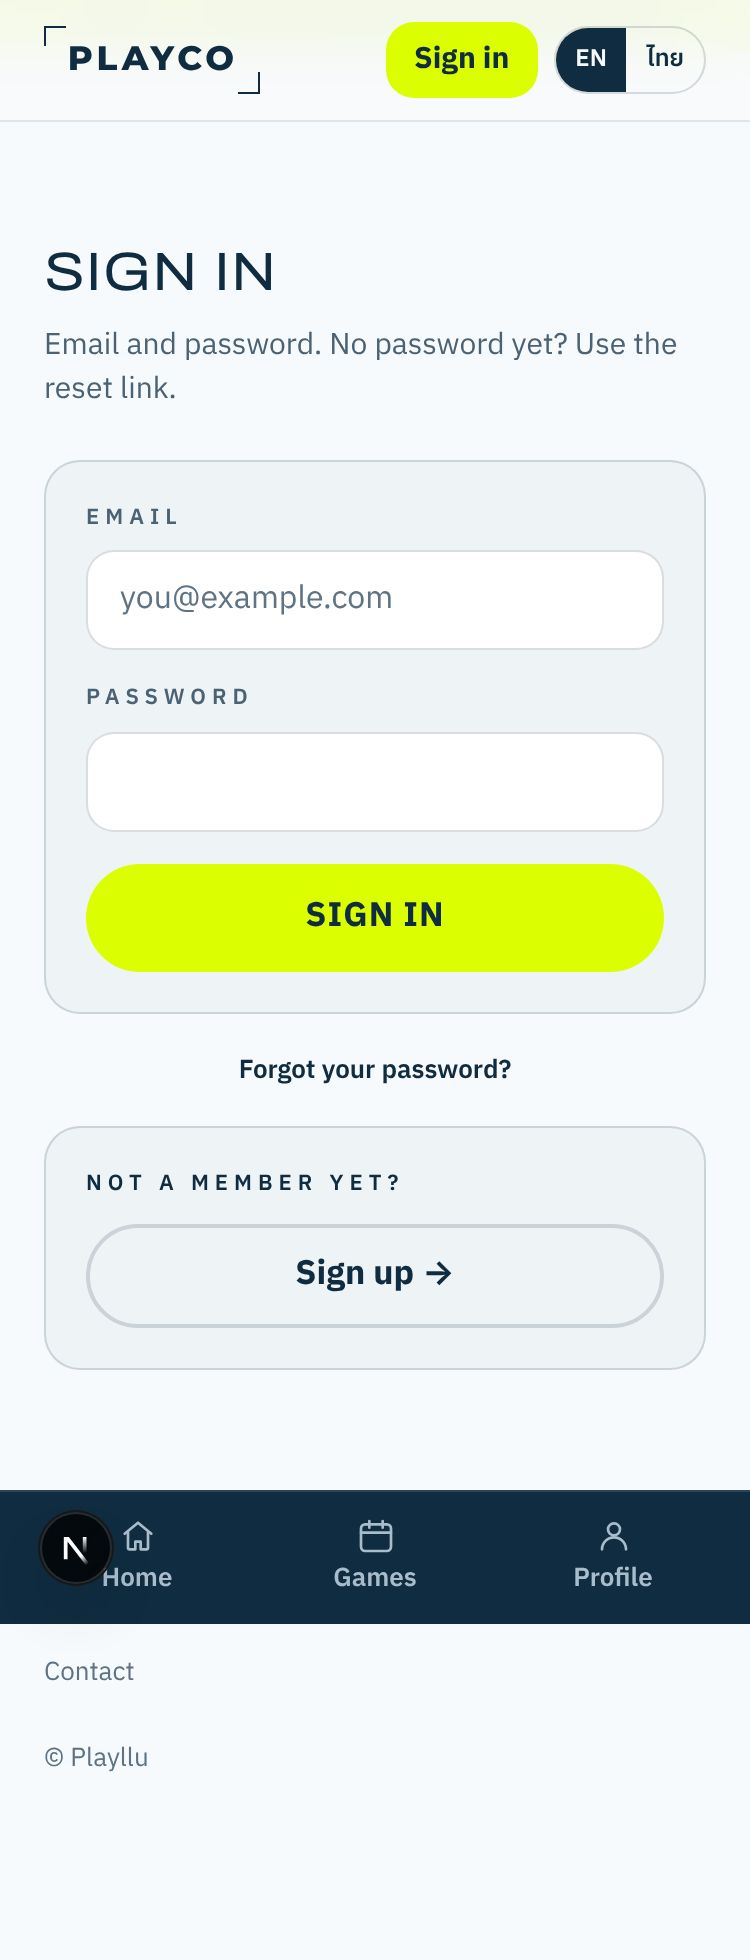 PLAYCO
Sign in
EN
ไทย
SIGN IN
Email and password. No password yet? Use the
reset link.
EMAIL
you@example.com
PASSWORD
SIGN IN
Forgot your password?
NOT A MEMBER YET?
Sign up →
N
Home
Games
Profile
Contact
© Playllu